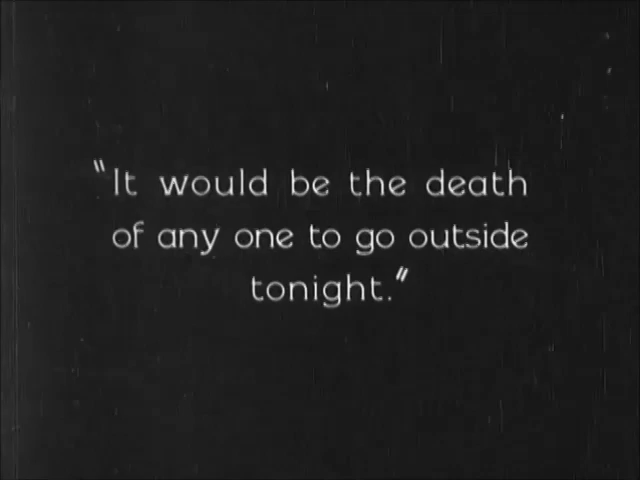 "It would be the death
of any one to go outside
tonight."